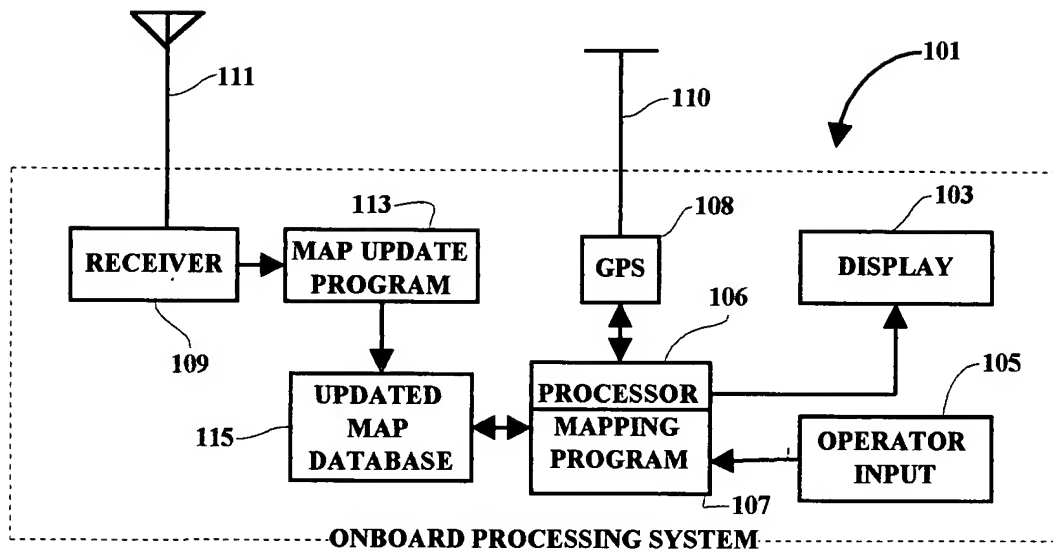 111
110
101
113
108
103
RECEIVER
MAP UPDATE
PROGRAM
GPS
DISPLAY
109
106
105
115
UPDATED
MAP
DATABASE
PROCESSOR
MAPPING
PROGRAM
OPERATOR
INPUT
107
ONBOARD PROCESSING SYSTEM